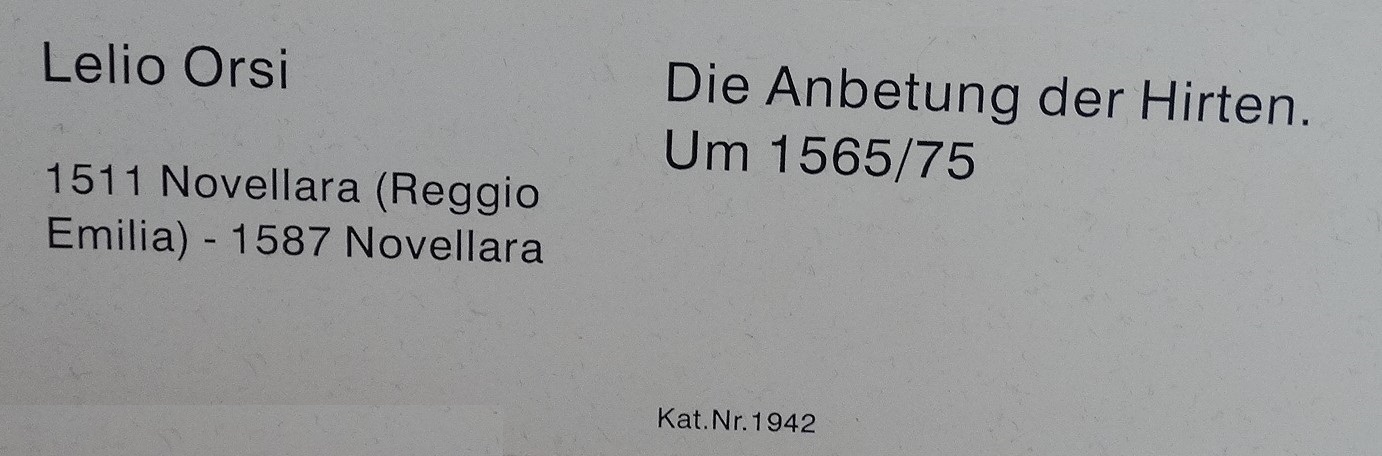 Lelio Orsi
1511 Novellara (Reggio
Emilia) - 1587 Novellara
Die Anbetung der Hirten.
Um 1565/75
Kat.Nr.1942